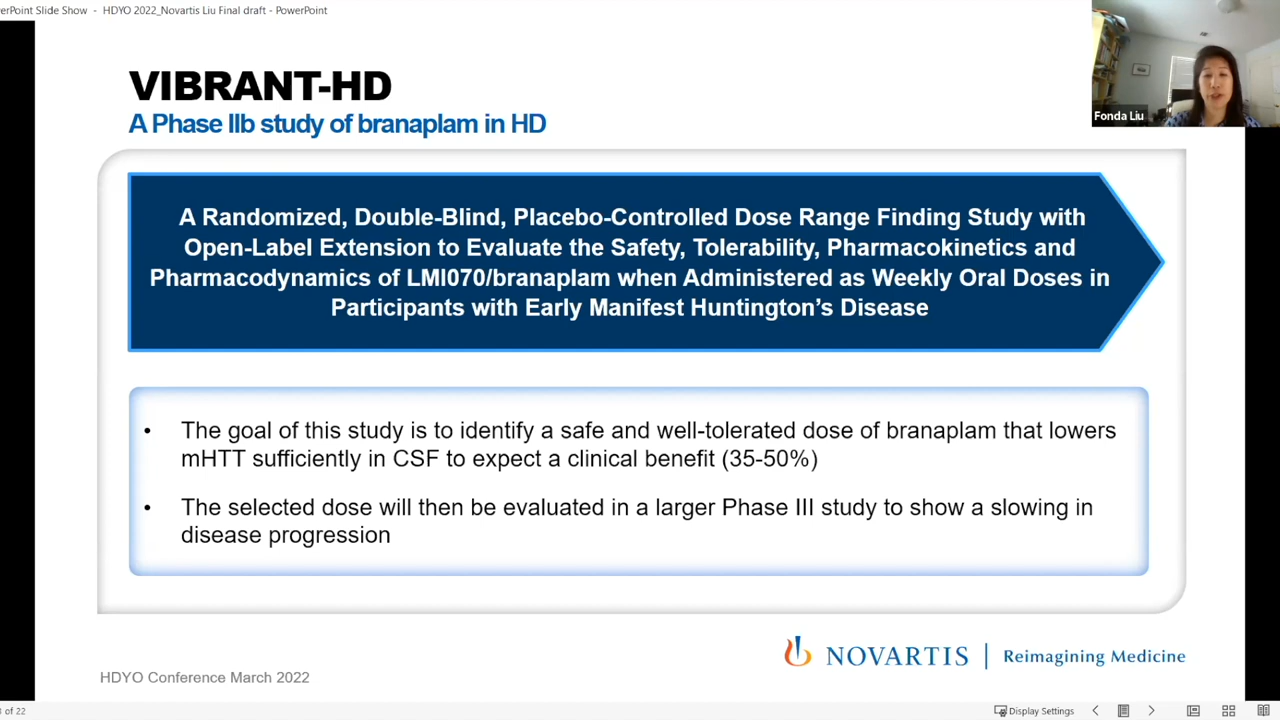 erPoint Slide Show - HDYO 2022_Novartis Liu Final draft - PowerPoint
Fonda Liu
VIBRANT-HD
A Phase IIb study of branaplam in HD
A Randomized, Double-Blind, Placebo-Controlled Dose Range Finding Study with
Open-Label Extension to Evaluate the Safety, Tolerability, Pharmacokinetics and
Pharmacodynamics of LMI070/branaplam when Administered as Weekly Oral Doses in
Participants with Early Manifest Huntington’s Disease
• The goal of this study is to identify a safe and well-tolerated dose of branaplam that lowers
mHTT sufficiently in CSF to expect a clinical benefit (35-50%)
• The selected dose will then be evaluated in a larger Phase III study to show a slowing in
disease progression
NOVARTIS | Reimagining Medicine
HDYO Conference March 2022
of 22
Display Settings